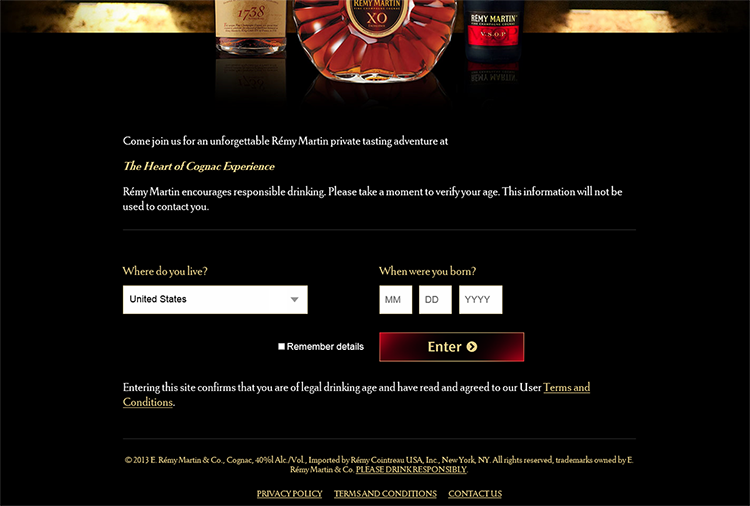 1738
RÉMY MARTIN
FINE CHAMPAGNE COGNAC
XO
RÉMY MARTIN
FINE CHAMPAGNE COGNAC
V.S.O.P
Come join us for an unforgettable Rémy Martin private tasting adventure at
The Heart of Cognac Experience
Rémy Martin encourages responsible drinking. Please take a moment to verify your age. This information will not be
used to contact you.
Where do you live?
When were you born?
United States
MM
DD
YYYY
Remember details
Enter
Entering this site confirms that you are of legal drinking age and have read and agreed to our User Terms and
Conditions.
© 2013 E. Rémy Martin & Co., Cognac, 40%l Alc./Vol., Imported by Rémy Cointreau USA, Inc., New York, NY. All rights reserved, trademarks owned by E.
Rémy Martin & Co. PLEASE DRINK RESPONSIBLY.
PRIVACY POLICY
TERMS AND CONDITIONS
CONTACT US